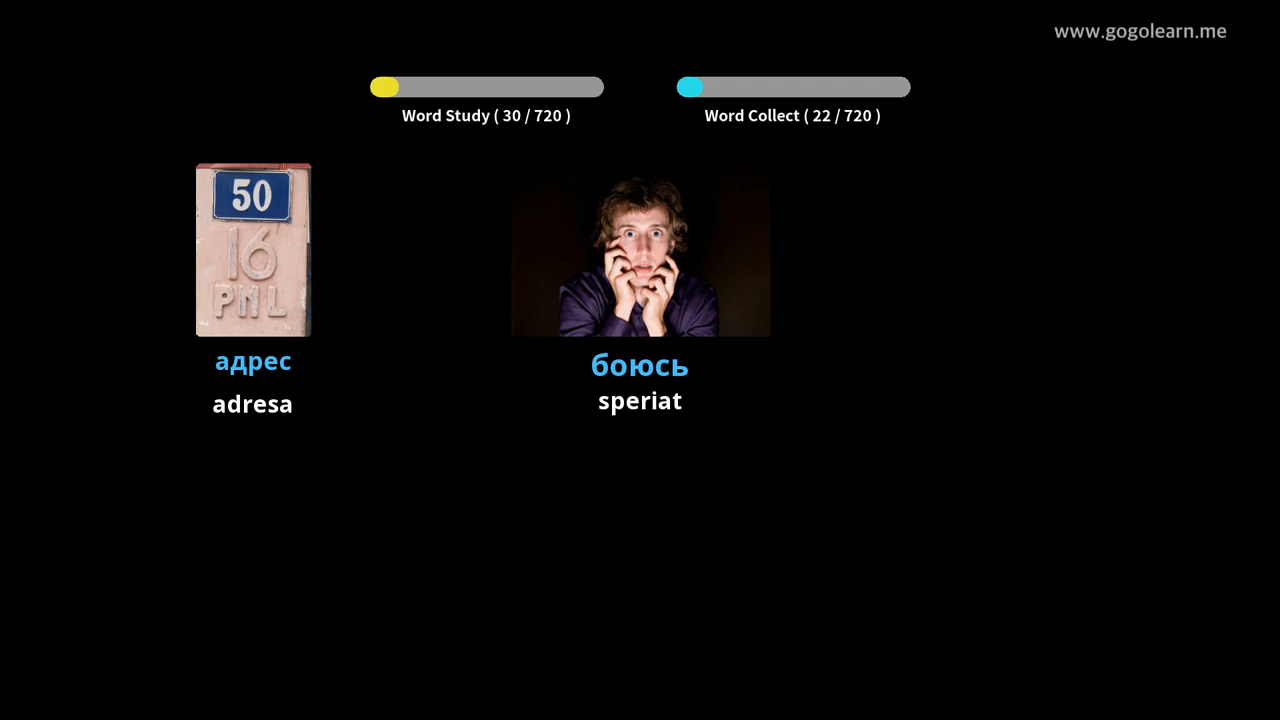 www.gogolearn.me
Word Study ( 30 / 720 )
Word Collect ( 22 / 720 )
50
16
PNL
адрес
adresa
боюсь
speriat